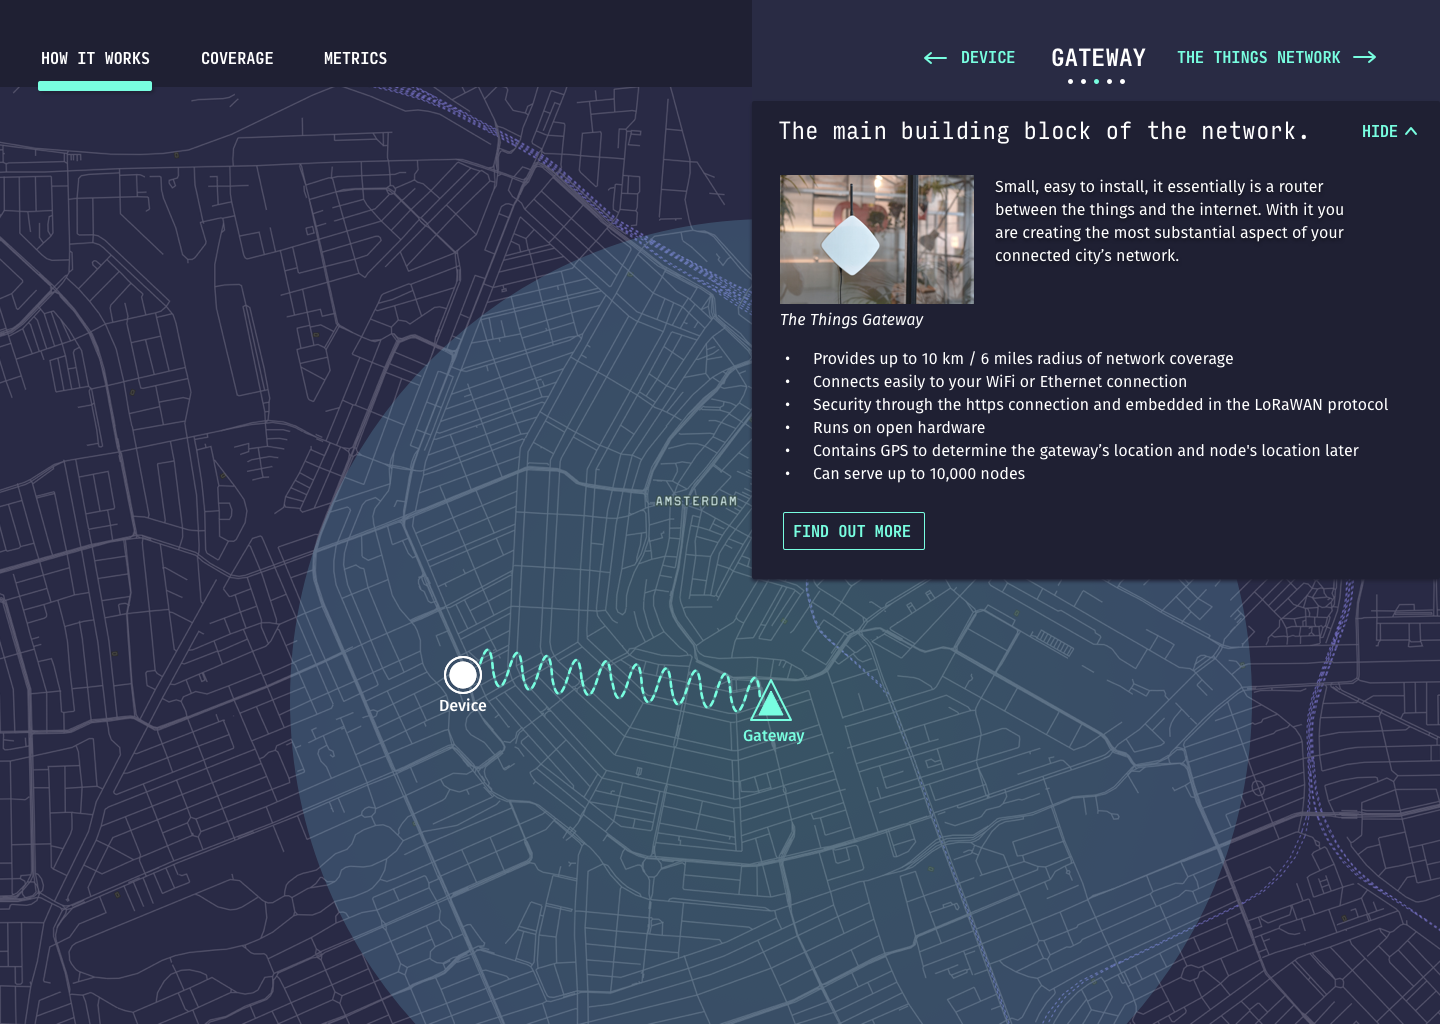 HOW IT WORKS
COVERAGE
METRICS
DEVICE
GATEWAY
THE THINGS NETWORK
The main building block of the network.
HIDE
Small, easy to install, it essentially is a router
between the things and the internet. With it you
are creating the most substantial aspect of your
connected city’s network.
The Things Gateway
• Provides up to 10 km / 6 miles radius of network coverage
• Connects easily to your WiFi or Ethernet connection
• Security through the https connection and embedded in the LoRaWAN protocol
• Runs on open hardware
• Contains GPS to determine the gateway’s location and node's location later
• Can serve up to 10,000 nodes
FIND OUT MORE
AMSTERDAM
Device
Gateway